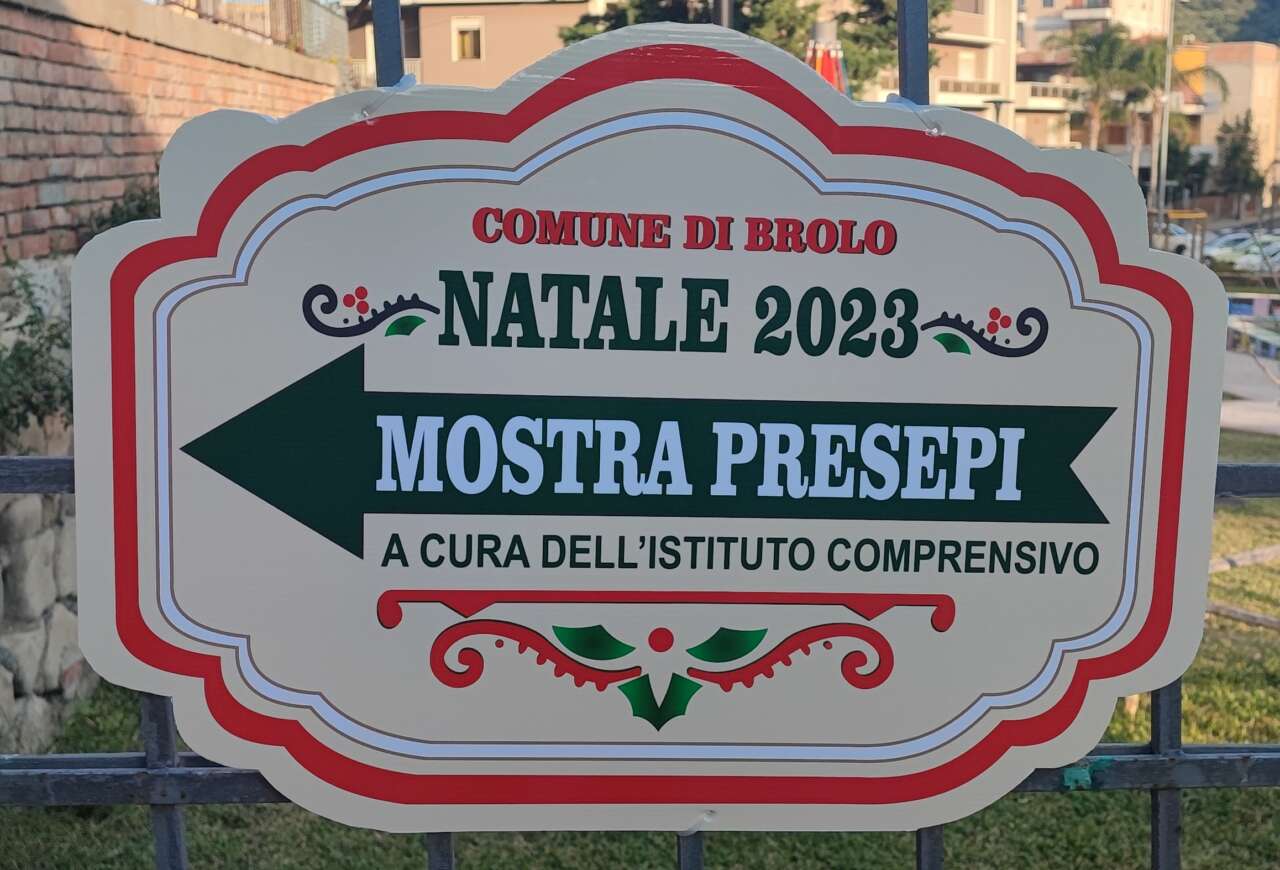 COMUNE DI BROLO
NATALE 2023
MOSTRA PRESEPI
A CURA DELL'ISTITUTO COMPRENSIVO